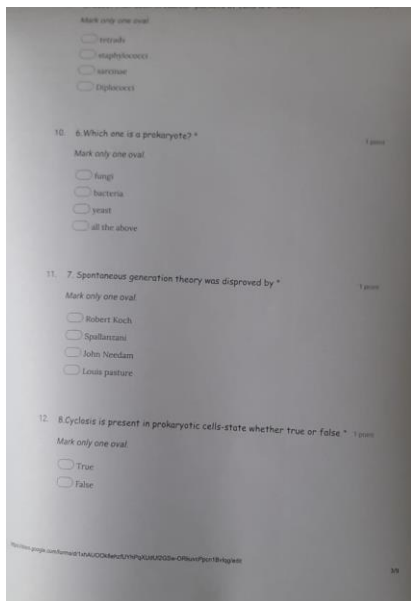 Mark only one oval.
tetrads
staphylococci
sarcinae
Diplococci
10. 6.Which one is a prokaryote? *
1 point
Mark only one oval.
fungi
bacteria
yeast
all the above
11. 7. Spontaneous generation theory was disproved by *
1 point
Mark only one oval.
Robert Koch
Spallanzani
John Needam
Louis pasture
12. 8.Cyclosis is present in prokaryotic cells-state whether true or false * 1 point
Mark only one oval.
True
False